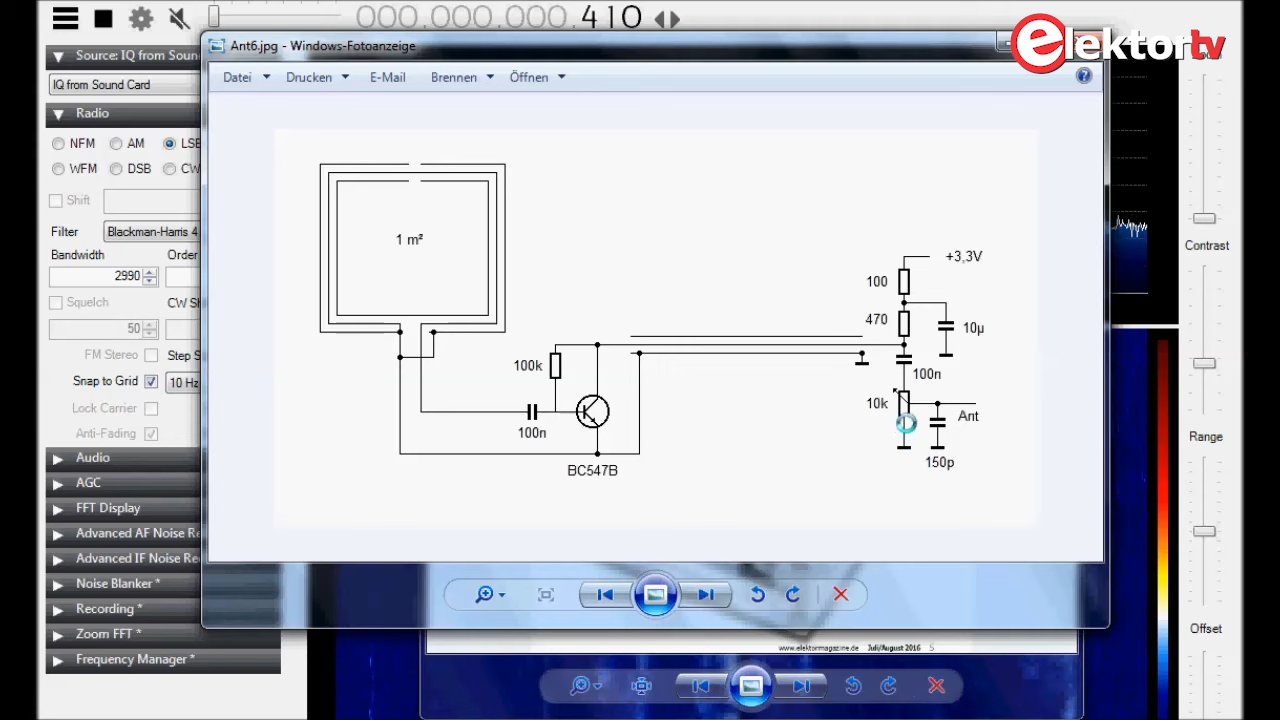 000.000.000.410
elektortv
Source: IQ from Soun
Ant6.jpg - Windows-Fotoanzeige
IQ from Sound Card
Datei Drucken E-Mail Brennen Öffnen
Radio
NFM AM LSB
WFM DSB CW
Shift
Filter Blackman-Harris 4
Bandwidth Order
2990
Squelch CW Sh
50
FM Stereo Step S
Snap to Grid 10 Hz
Lock Carrier
Anti-Fading
Audio
AGC
FFT Display
Advanced AF Noise Re
Advanced IF Noise Re
Noise Blanker *
Recording *
Zoom FFT *
Frequency Manager *
1 m²
100k
100n
BC547B
+3,3V
100
470
10µ
100n
10k
Ant
150p
Contrast
Range
Offset
www.elektormagazine.de Juli/August 2016 5